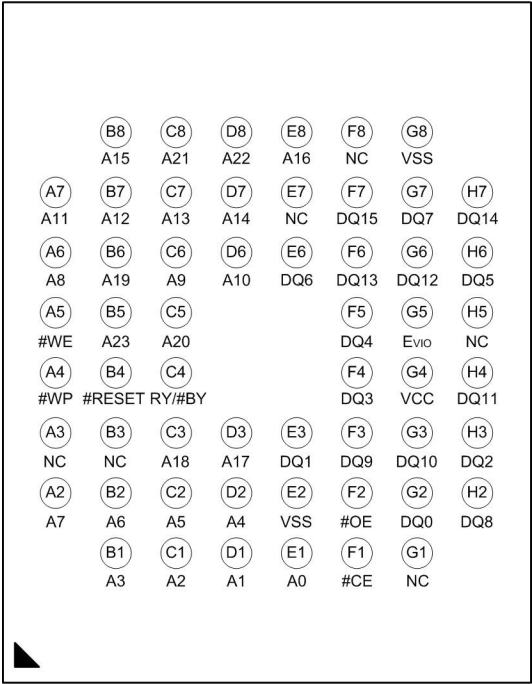 B8 C8 D8 E8 F8 G8
A15 A21 A22 A16 NC VSS
A7 B7 C7 D7 E7 F7 G7 H7
A11 A12 A13 A14 NC DQ15 DQ7 DQ14
A6 B6 C6 D6 E6 F6 G6 H6
A8 A19 A9 A10 DQ6 DQ13 DQ12 DQ5
A5 B5 C5 F5 G5 H5
#WE A23 A20 DQ4 EVIO NC
A4 B4 C4 F4 G4 H4
#WP #RESET RY/#BY DQ3 VCC DQ11
A3 B3 C3 D3 E3 F3 G3 H3
NC NC A18 A17 DQ1 DQ9 DQ10 DQ2
A2 B2 C2 D2 E2 F2 G2 H2
A7 A6 A5 A4 VSS #OE DQ0 DQ8
B1 C1 D1 E1 F1 G1
A3 A2 A1 A0 #CE NC